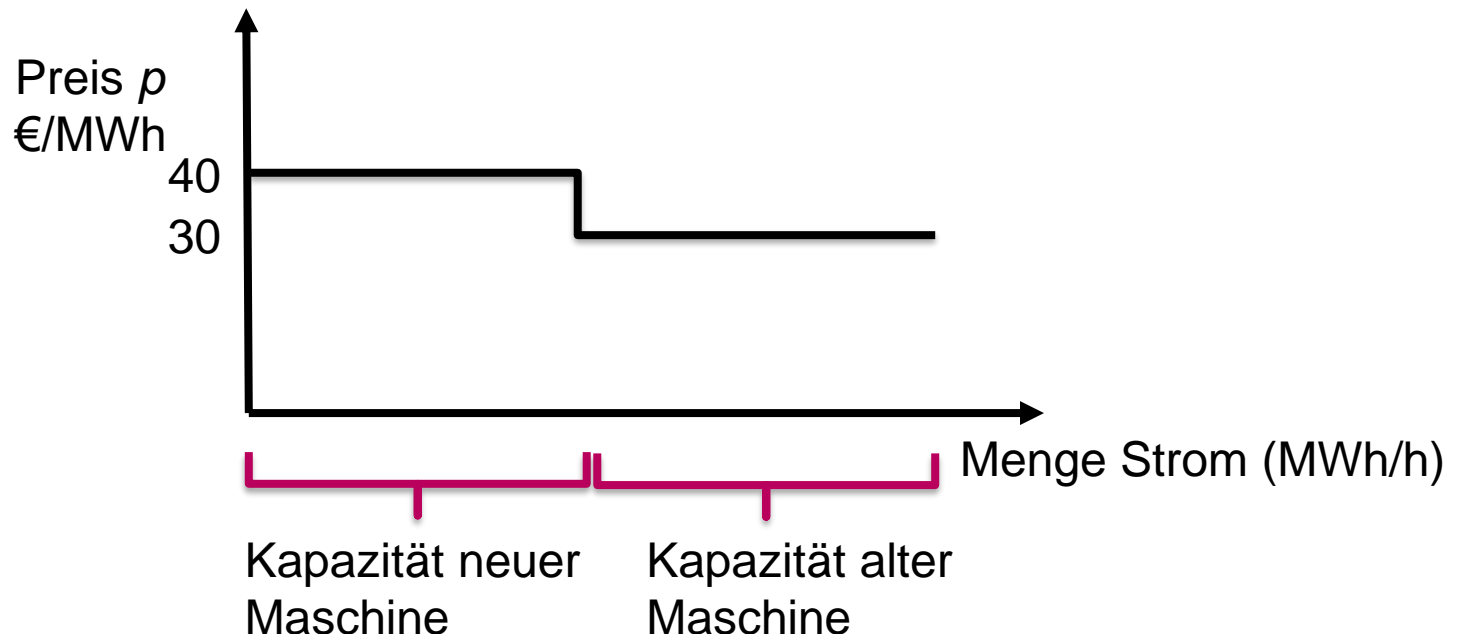 Preis p
€/MWh
40
30
Menge Strom (MWh/h)
Kapazität neuer
Maschine
Kapazität alter
Maschine